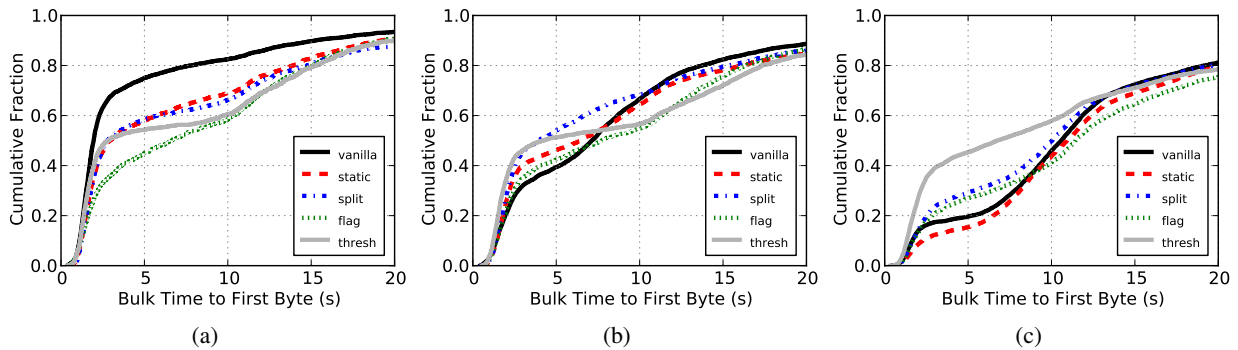 Cumulative Fraction
1.0
0.8
0.6
0.4
0.2
0.0
0 5 10 15 20
Bulk Time to First Byte (s)
vanilla
static
split
flag
thresh
(a)
Cumulative Fraction
1.0
0.8
0.6
0.4
0.2
0.0
0 5 10 15 20
Bulk Time to First Byte (s)
vanilla
static
split
flag
thresh
(b)
Cumulative Fraction
1.0
0.8
0.6
0.4
0.2
0.0
0 5 10 15 20
Bulk Time to First Byte (s)
vanilla
static
split
flag
thresh
(c)